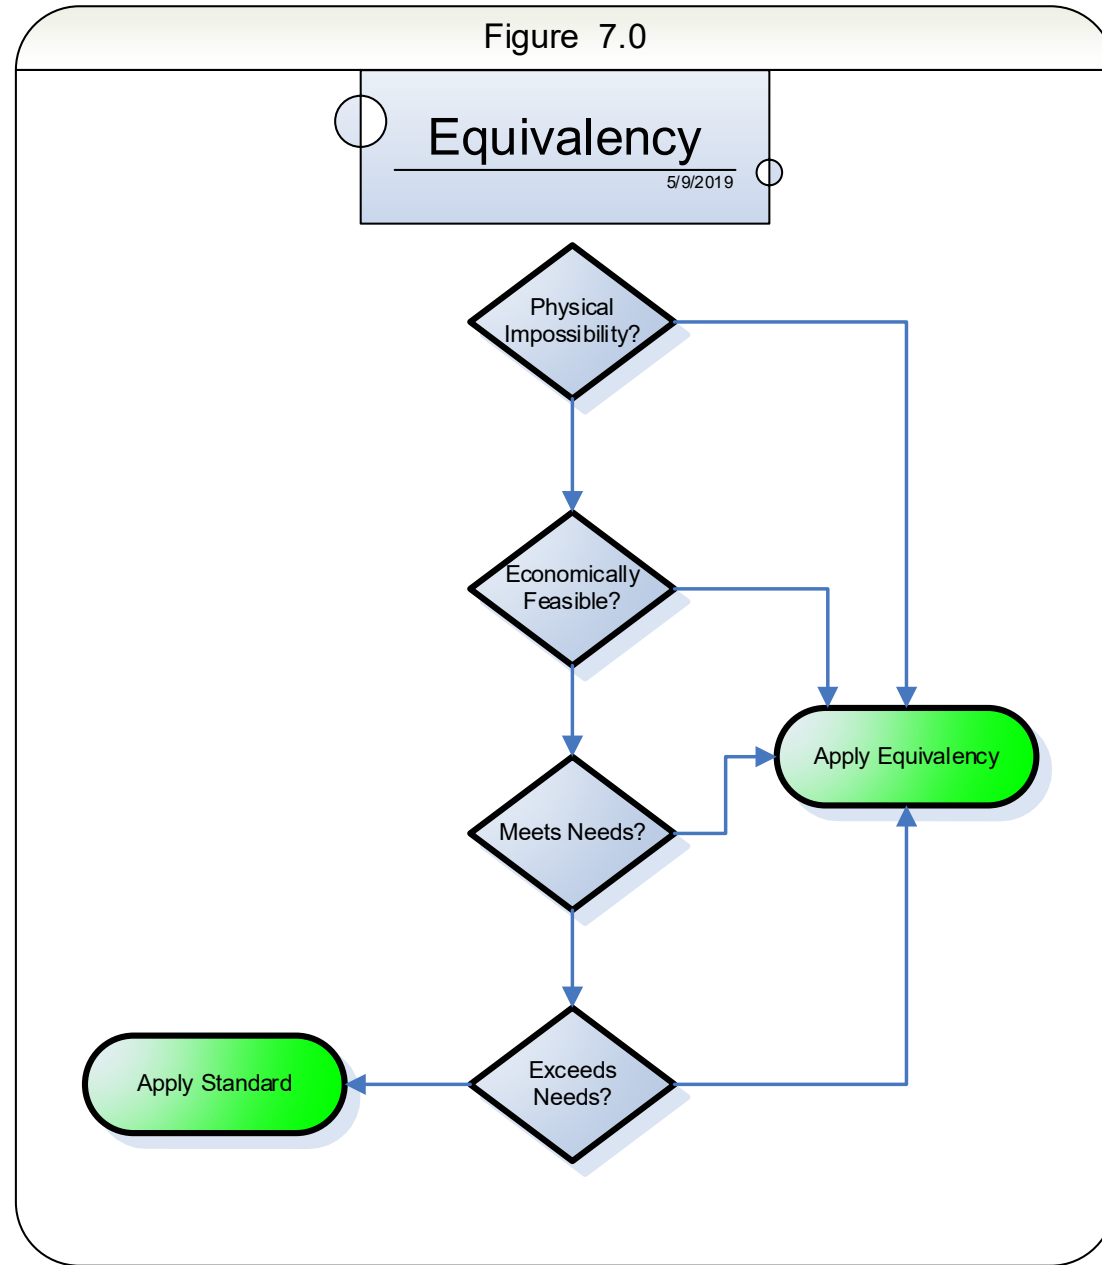 Figure 7.0
Equivalency
5/9/2019
Physical
Impossibility?
Economically
Feasible?
Apply Equivalency
Meets Needs?
Exceeds
Needs?
Apply Standard